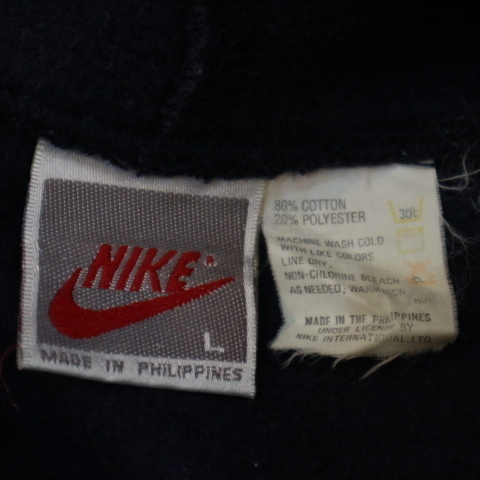 NIKE®
L
MADE IN PHILIPPINES
80% COTTON
20% POLYESTER
30°C
MACHINE WASH COLD
WITH LIKE COLORS
LINE DRY,
NON-CHLORINE BLEACH CL
AS NEEDED, WARM
MADE IN THE PHILIPPINES
UNDER LICENSE BY
NIKE INTERNATIONAL, LTD.